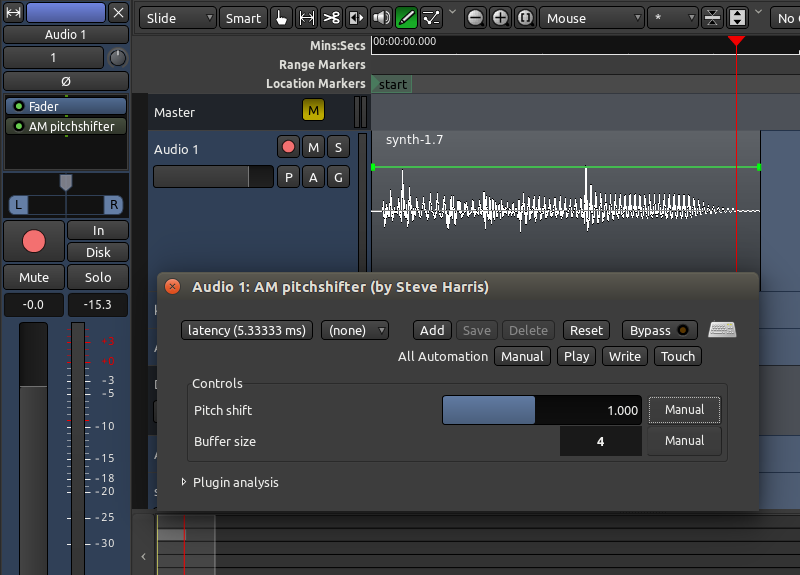 Slide Smart Mouse * No
Audio 1
1
Ø
Fader
AM pitchshifter
L R
In
Disk
Mute Solo
-0.0 -15.3
+3
+0
-3
-5
-10
-15
-18
-20
-25
-30
Mins:Secs 00:00:00.000
Range Markers
Location Markers start
Master M
Audio 1 M S
P A G
synth-1.7
Audio 1: AM pitchshifter (by Steve Harris)
latency (5.33333 ms) (none) Add Save Delete Reset Bypass
All Automation Manual Play Write Touch
Controls
Pitch shift 1.000 Manual
Buffer size 4 Manual
Plugin analysis